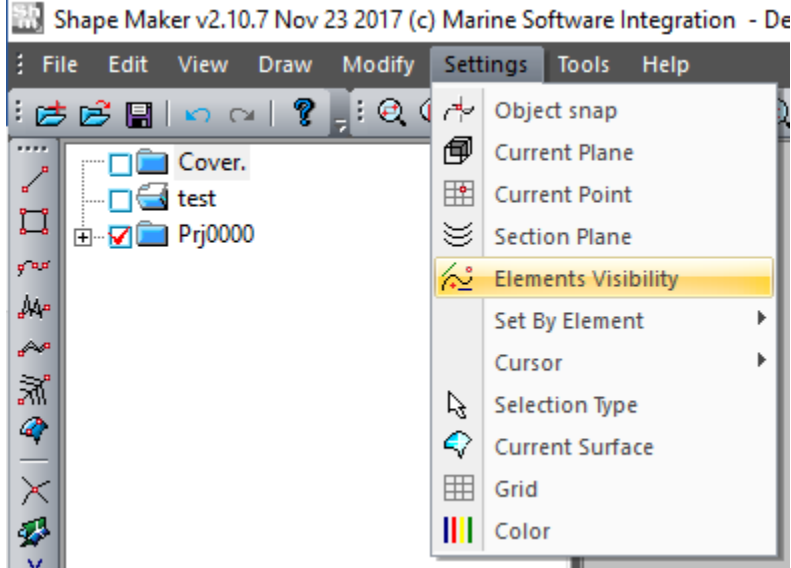 Shape Maker v2.10.7 Nov 23 2017 (c) Marine Software Integration - De
File Edit View Draw Modify Settings Tools Help
Cover.
test
Prj0000
Object snap
Current Plane
Current Point
Section Plane
Elements Visibility
Set By Element
Cursor
Selection Type
Current Surface
Grid
Color